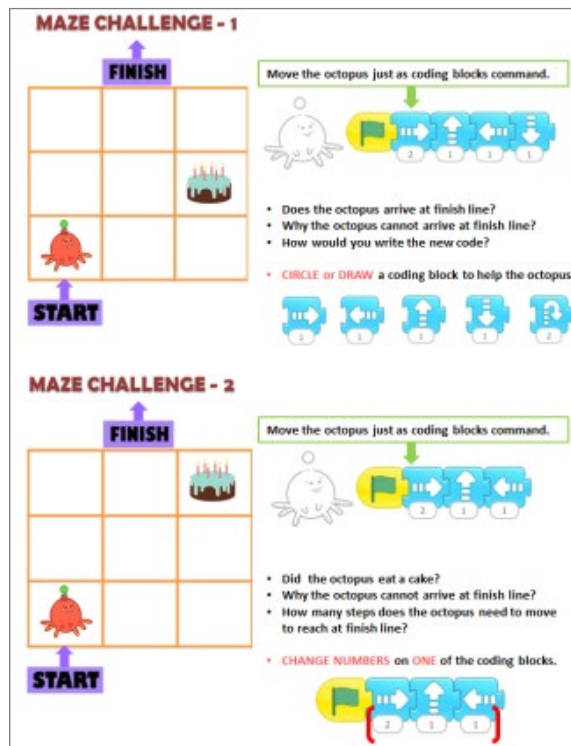 MAZE CHALLENGE - 1
FINISH
Move the octopus just as coding blocks command.
2 1 1 1
• Does the octopus arrive at finish line?
• Why the octopus cannot arrive at finish line?
• How would you write the new code?
• CIRCLE or DRAW a coding block to help the octopus
1 1 1 1 2
START
MAZE CHALLENGE - 2
FINISH
Move the octopus just as coding blocks command.
2 1 1
• Did the octopus eat a cake?
• Why the octopus cannot arrive at finish line?
• How many steps does the octopus need to move
to reach at finish line?
• CHANGE NUMBERS on ONE of the coding blocks.
START
2 1 1